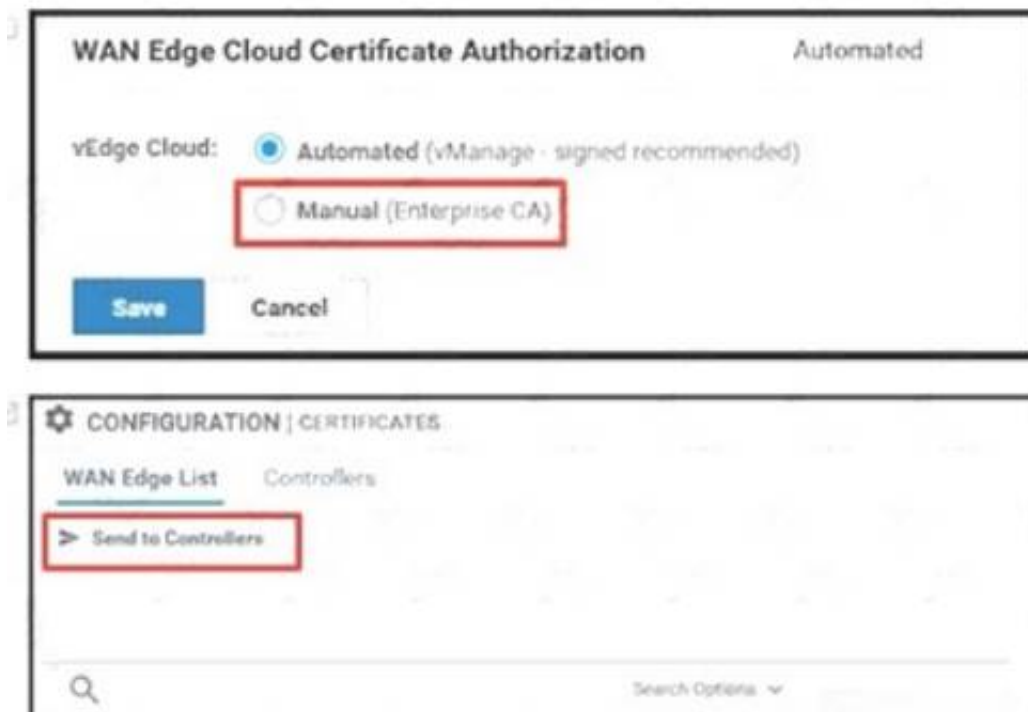 WAN Edge Cloud Certificate Authorization Automated
vEdge Cloud: Automated (vManage - signed recommended)
Manual (Enterprise CA)
Save Cancel
CONFIGURATION | CERTIFICATES
WAN Edge List Controllers
Send to Controllers
Search Options